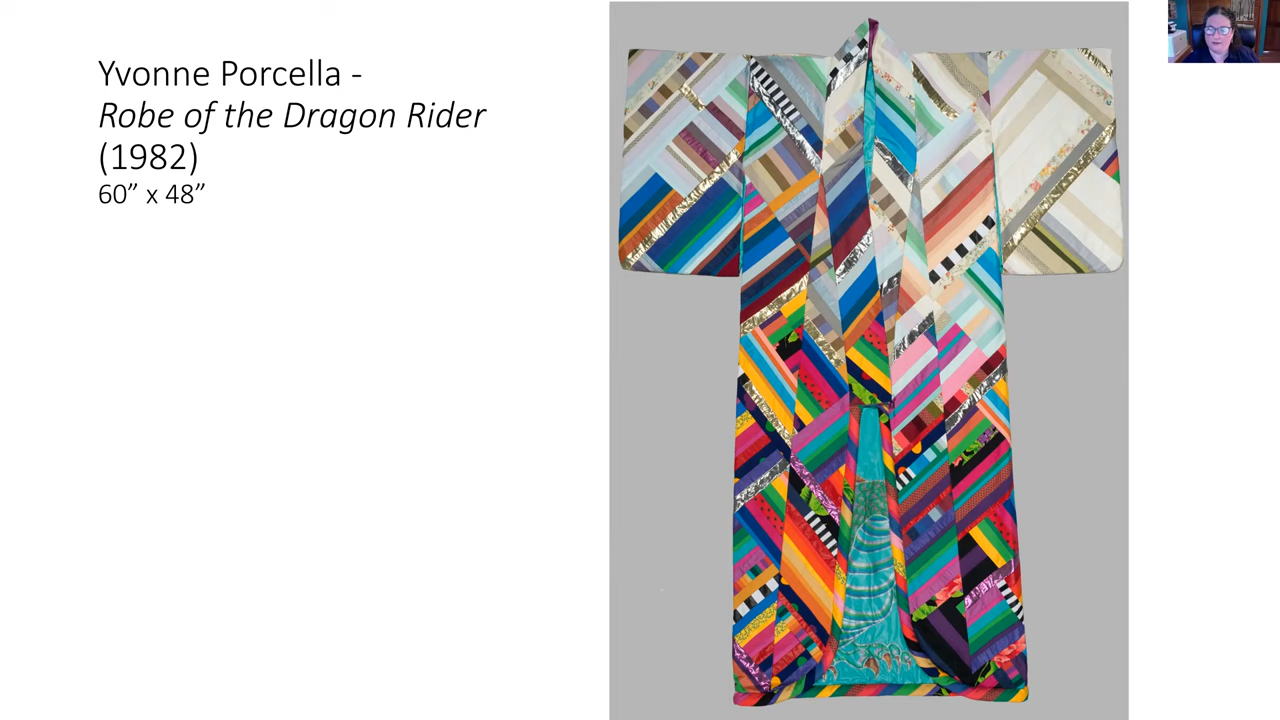 Yvonne Porcella -
Robe of the Dragon Rider
(1982)
60” x 48”